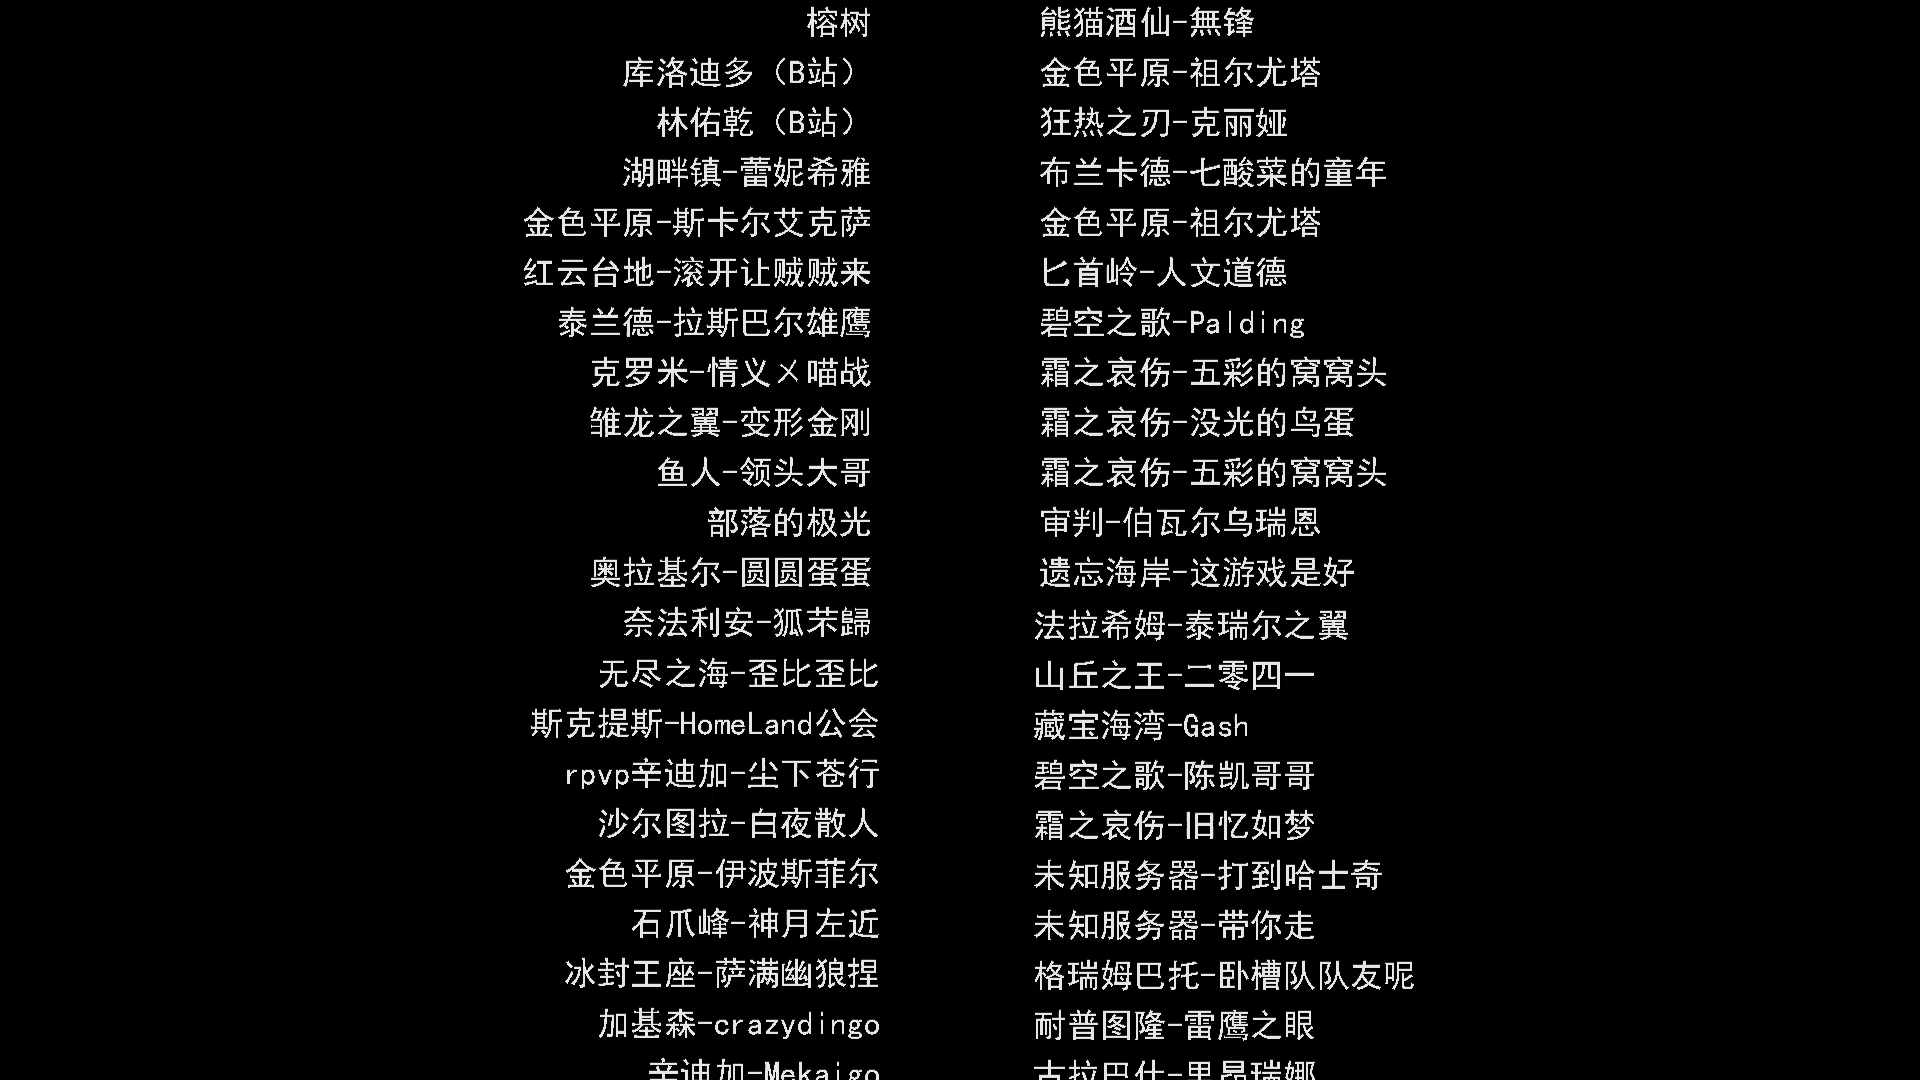 榕树 熊猫酒仙-無锋
库洛迪多（B站） 金色平原-祖尔尤塔
林佑乾（B站） 狂热之刃-克丽娅
湖畔镇-蕾妮希雅 布兰卡德-七酸菜的童年
金色平原-斯卡尔艾克萨 金色平原-祖尔尤塔
红云台地-滚开让贼贼来 匕首岭-人文道德
泰兰德-拉斯巴尔雄鹰 碧空之歌-Palding
克罗米-情义乂喵战 霜之哀伤-五彩的窝窝头
雏龙之翼-变形金刚 霜之哀伤-没光的鸟蛋
鱼人-领头大哥 霜之哀伤-五彩的窝窝头
部落的极光 审判-伯瓦尔乌瑞恩
奥拉基尔-圆圆蛋蛋 遗忘海岸-这游戏是好
奈法利安-狐苿歸 法拉希姆-泰瑞尔之翼
无尽之海-歪比歪比 山丘之王-二零四一
斯克提斯-HomeLand公会 藏宝海湾-Gash
rpvp辛迪加-尘下苍行 碧空之歌-陈凯哥哥
沙尔图拉-白夜散人 霜之哀伤-旧忆如梦
金色平原-伊波斯菲尔 未知服务器-打到哈士奇
石爪峰-神月左近 未知服务器-带你走
冰封王座-萨满幽狼捏 格瑞姆巴托-卧槽队队友呢
加基森-crazydingo 耐普图隆-雷鹰之眼
辛迪加-Mekaigo 古拉巴什-里昂瑞娜